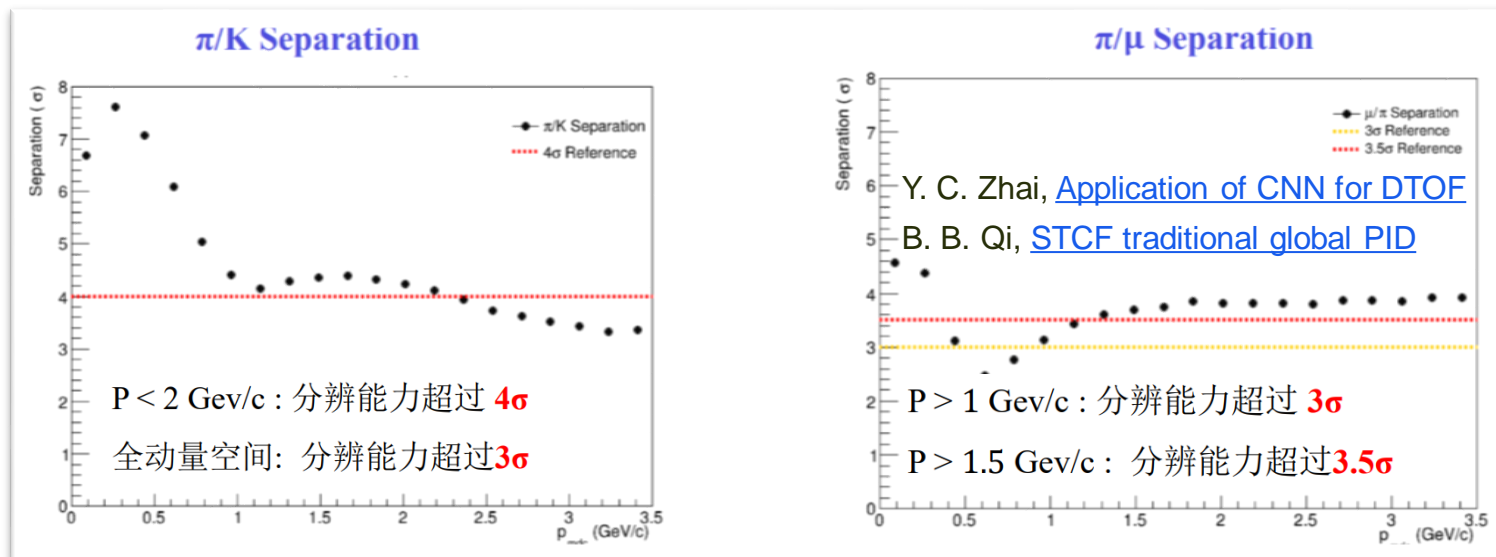 π/K Separation
8
7
6
5
4
3
2
1
0
Separation ( σ)
π/K Separation
4σ Reference
P < 2 Gev/c : 分辨能力超过 4σ
全动量空间: 分辨能力超过3σ
0
0.5
1
1.5
2
2.5
3
3.5
(GeV/c)
π/μ Separation
8
7
6
5
4
3
2
1
0
Separation ( σ)
μ/π Separation
3σ Reference
3.5σ Reference
Y. C. Zhai, Application of CNN for DTOF
B. B. Qi, STCF traditional global PID
P > 1 Gev/c : 分辨能力超过 3σ
P > 1.5 Gev/c : 分辨能力超过3.5σ
0
0.5
1
1.5
2
2.5
3
3.5
(GeV/c)